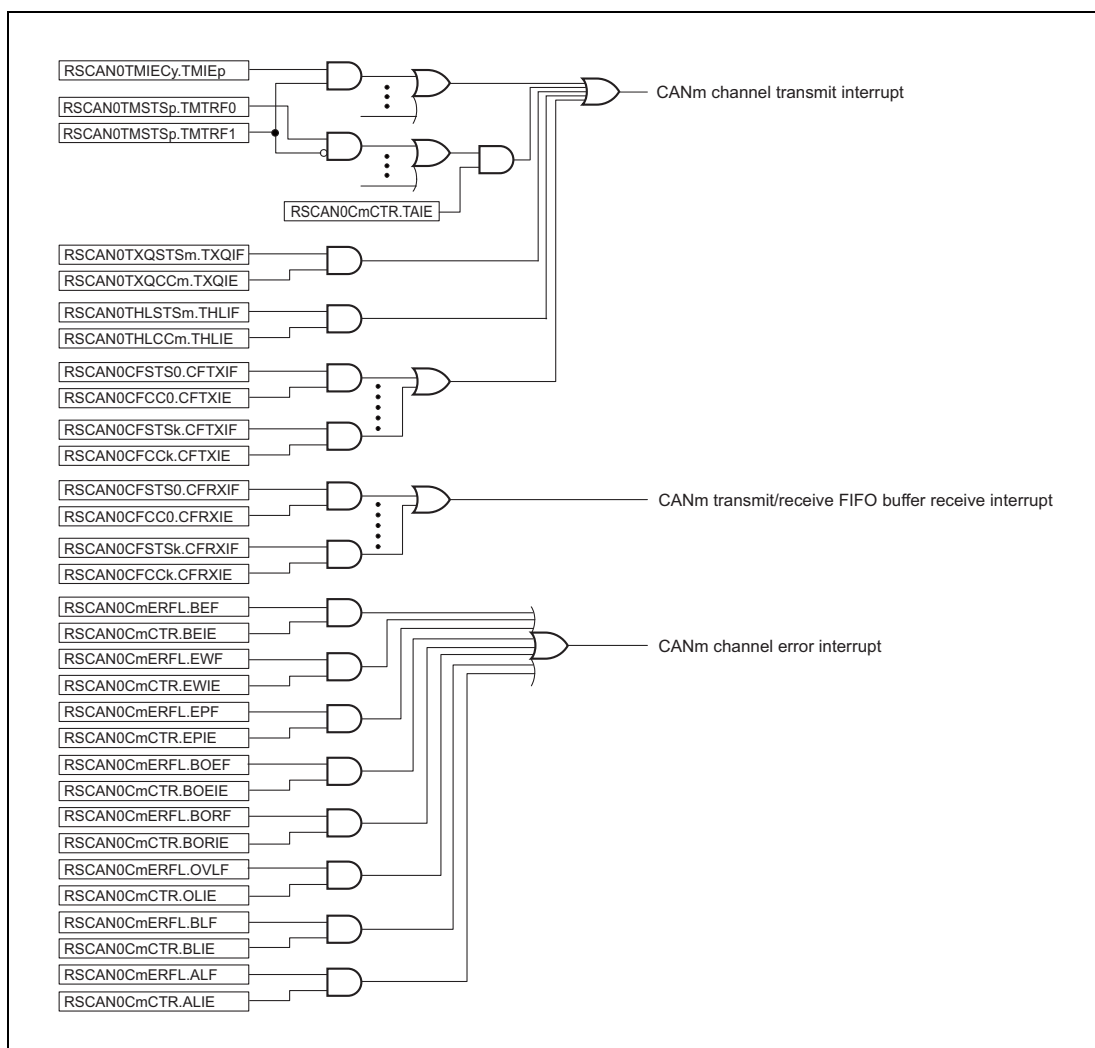 RSCAN0TMIECy.TMIEp
RSCAN0TMSTSp.TMTRF0
RSCAN0TMSTSp.TMTRF1
CANm channel transmit interrupt
RSCAN0CmCTR.TAIE
RSCAN0TXQSTSm.TXQIF
RSCAN0TXQCCm.TXQIE
RSCAN0THLSTSm.THLIF
RSCAN0THLCCm.THLIE
RSCAN0CFSTS0.CFTXIF
RSCAN0CFCC0.CFTXIE
RSCAN0CFSTSk.CFTXIF
RSCAN0CFCCk.CFTXIE
RSCAN0CFSTS0.CFRXIF
RSCAN0CFCC0.CFRXIE
CANm transmit/receive FIFO buffer receive interrupt
RSCAN0CFSTSk.CFRXIF
RSCAN0CFCCk.CFRXIE
RSCAN0CmERFL.BEF
RSCAN0CmCTR.BEIE
CANm channel error interrupt
RSCAN0CmERFL.EWF
RSCAN0CmCTR.EWIE
RSCAN0CmERFL.EPF
RSCAN0CmCTR.EPIE
RSCAN0CmERFL.BOEF
RSCAN0CmCTR.BOEIE
RSCAN0CmERFL.BORF
RSCAN0CmCTR.BORIE
RSCAN0CmERFL.OVLF
RSCAN0CmCTR.OLIE
RSCAN0CmERFL.BLF
RSCAN0CmCTR.BLIE
RSCAN0CmERFL.ALF
RSCAN0CmCTR.ALIE